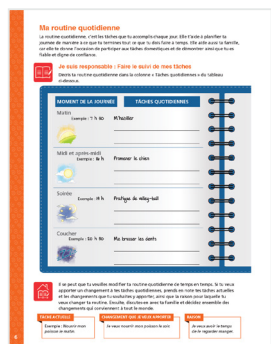 Ma routine quotidienne
La routine quotidienne, c'est les tâches que tu accomplis chaque jour. Elle t'aide à planifier ta
journée de manière à ce que tu termines tout ce que tu dois faire à temps. Elle aide aussi ta famille,
car elle te donne l'occasion de participer aux tâches domestiques et de démontrer que tu es
fiable et digne de confiance.
Je suis responsable : Faire le suivi de mes tâches
Décris ta routine quotidienne dans la colonne « Tâches quotidiennes » du tableau
ci-dessous.
MOMENT DE LA JOURNÉE TÂCHES QUOTIDIENNES
Matin
Exemple : 7 h 30 M'habiller
Midi et après-midi
Exemple : 16 h Promener le chien
Soirée
Exemple : 19 h Pratique de volley-ball
Coucher
Exemple : 20 h 30 Me brosser les dents
Il se peut que tu veuilles modifier ta routine quotidienne de temps en temps. Si tu veux
apporter un changement à tes tâches quotidiennes, prends en note les tâches actuelles
et les changements que tu souhaites y apporter, ainsi que la raison pour laquelle tu
veux changer ta routine. Ensuite, discutes-en avec ta famille et décidez ensemble des
changements qui conviennent à tout le monde.
TÂCHE ACTUELLE CHANGEMENT QUE JE VEUX APPORTER RAISON
Exemple : Nourrir mon
poisson le matin.
Je veux nourrir mon poisson le soir.
Je veux avoir le temps
de le regarder manger.
6